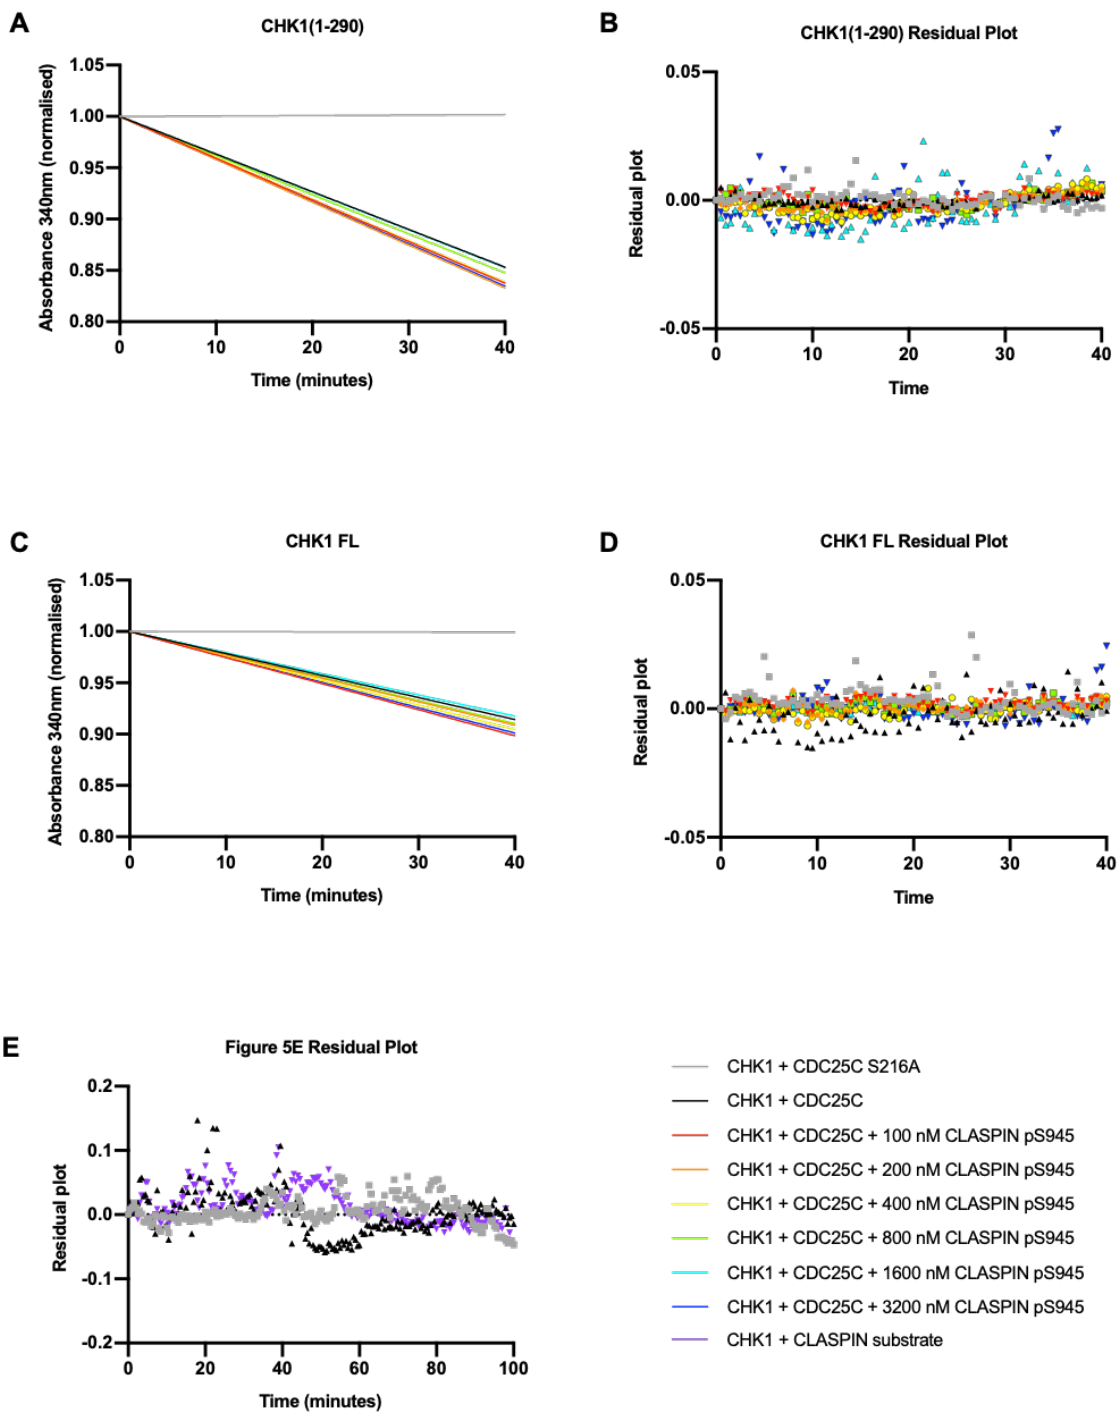 A
CHK1(1-290)
1.05
1.00
0.95
0.90
0.85
0.80
Absorbance 340nm (normalised)
0
10
20
30
40
Time (minutes)
B
CHK1(1-290) Residual Plot
0.05
0.00
-0.05
Residual plot
0
10
20
30
40
Time
C
CHK1 FL
1.05
1.00
0.95
0.90
0.85
0.80
Absorbance 340nm (normalised)
0
10
20
30
40
Time (minutes)
D
CHK1 FL Residual Plot
0.05
0.00
-0.05
Residual plot
0
10
20
30
40
Time
E
Figure 5E Residual Plot
0.2
0.1
0.0
-0.1
-0.2
Residual plot
0
20
40
60
80
100
Time (minutes)
CHK1 + CDC25C S216A
CHK1 + CDC25C
CHK1 + CDC25C + 100 nM CLASPIN pS945
CHK1 + CDC25C + 200 nM CLASPIN pS945
CHK1 + CDC25C + 400 nM CLASPIN pS945
CHK1 + CDC25C + 800 nM CLASPIN pS945
CHK1 + CDC25C + 1600 nM CLASPIN pS945
CHK1 + CDC25C + 3200 nM CLASPIN pS945
CHK1 + CLASPIN substrate